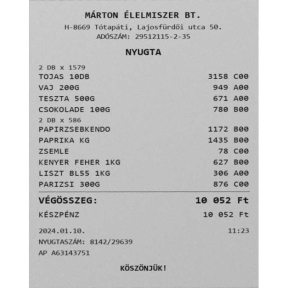 MÁRTON ÉLELMISZER BT.
H-8669 Tótapáti, Lajosfürdői utca 50.
ADÓSZÁM: 29512115-2-35
NYUGTA
2 DB x 1579
TOJAS 10DB 3158 C00
VAJ 200G 949 A00
TESZTA 500G 671 A00
CSOKOLADE 100G 780 B00
2 DB x 586
PAPIRZSEBKENDO 1172 B00
PAPRIKA KG 1435 B00
ZSEMLE 78 C00
KENYER FEHER 1KG 627 B00
LISZT BL55 1KG 306 A00
PARIZSI 300G 876 C00
VÉGÖSSZEG: 10 052 Ft
KÉSZPÉNZ 10 052 Ft
2024.01.10. 11:23
NYUGTASZÁM: 8142/29639
AP A63143751
KÖSZÖNJÜK!